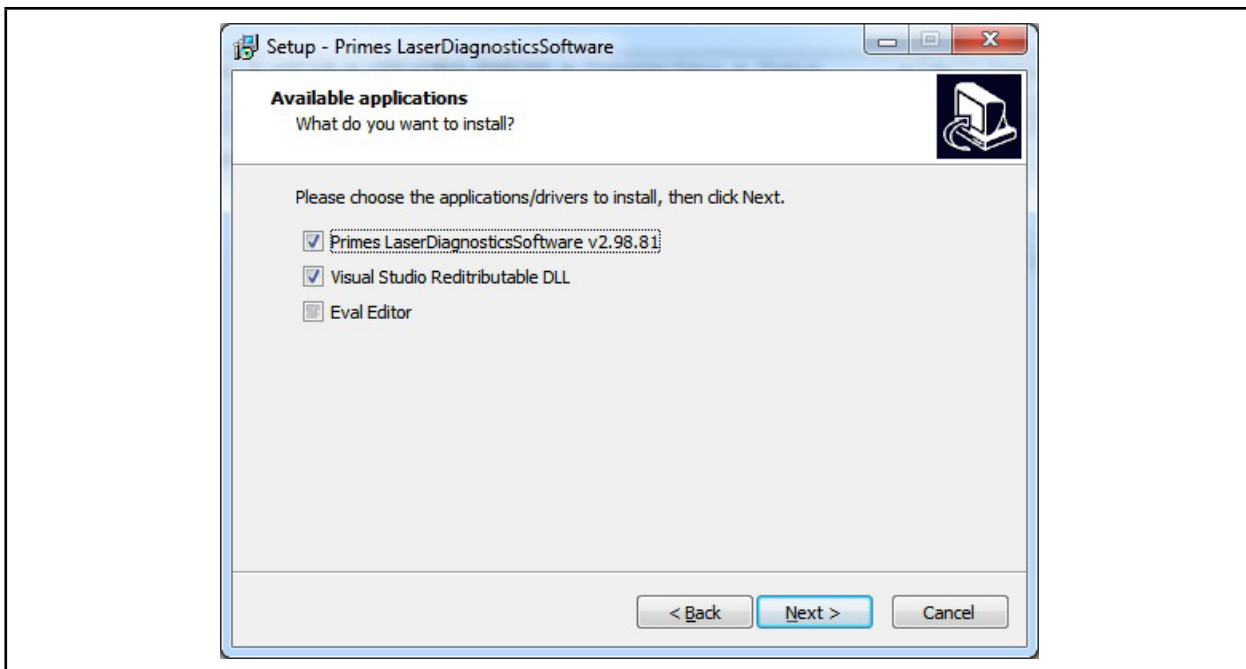 Setup - Primes LaserDiagnosticsSoftware
Available applications
What do you want to install?
Please choose the applications/drivers to install, then click Next.
Primes LaserDiagnosticsSoftware v2.98.81
Visual Studio Reditributable DLL
Eval Editor
< Back
Next >
Cancel